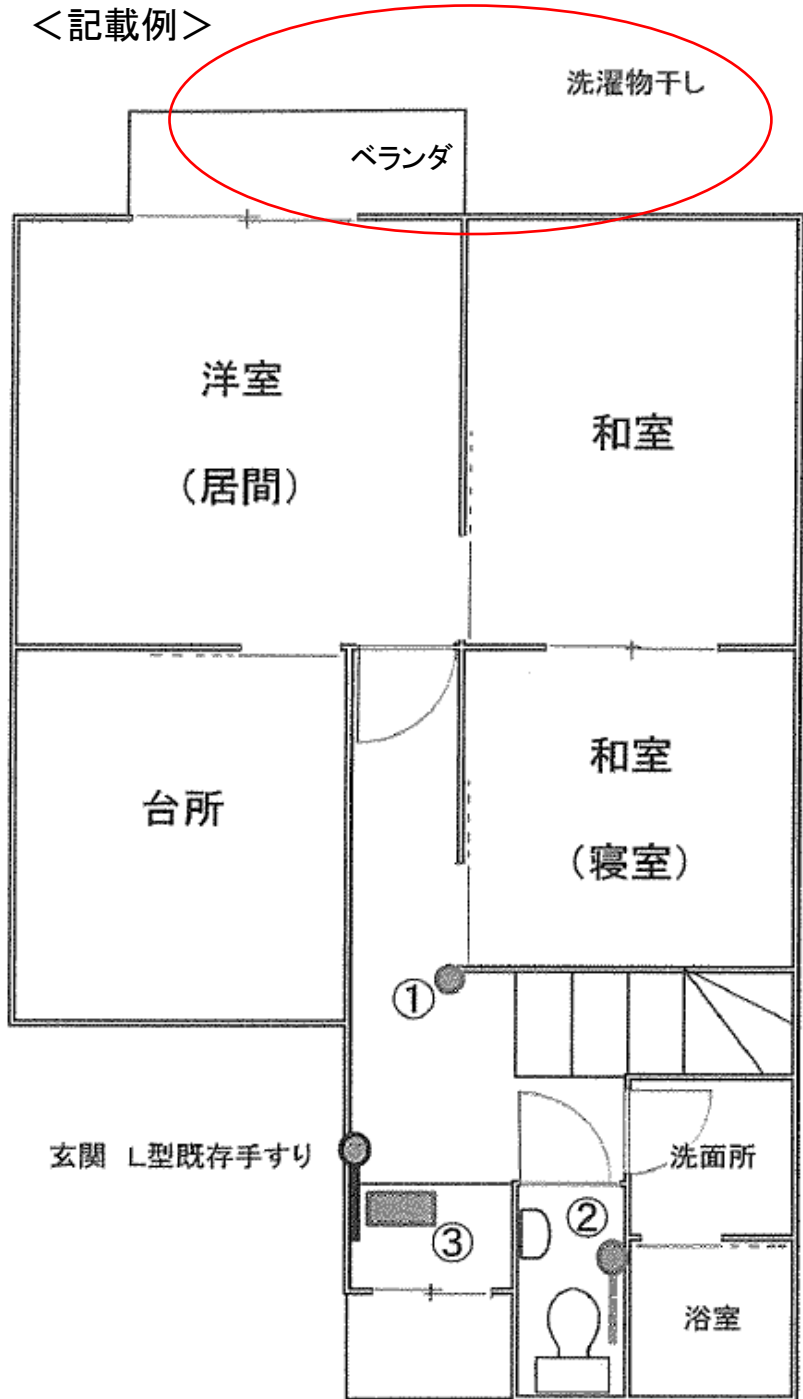 ＜記載例＞
洗濯物干し
ベランダ
洋室
（居間）
和室
和室
（寝室）
台所
①
玄関　L型既存手すり
洗面所
②
③
浴室